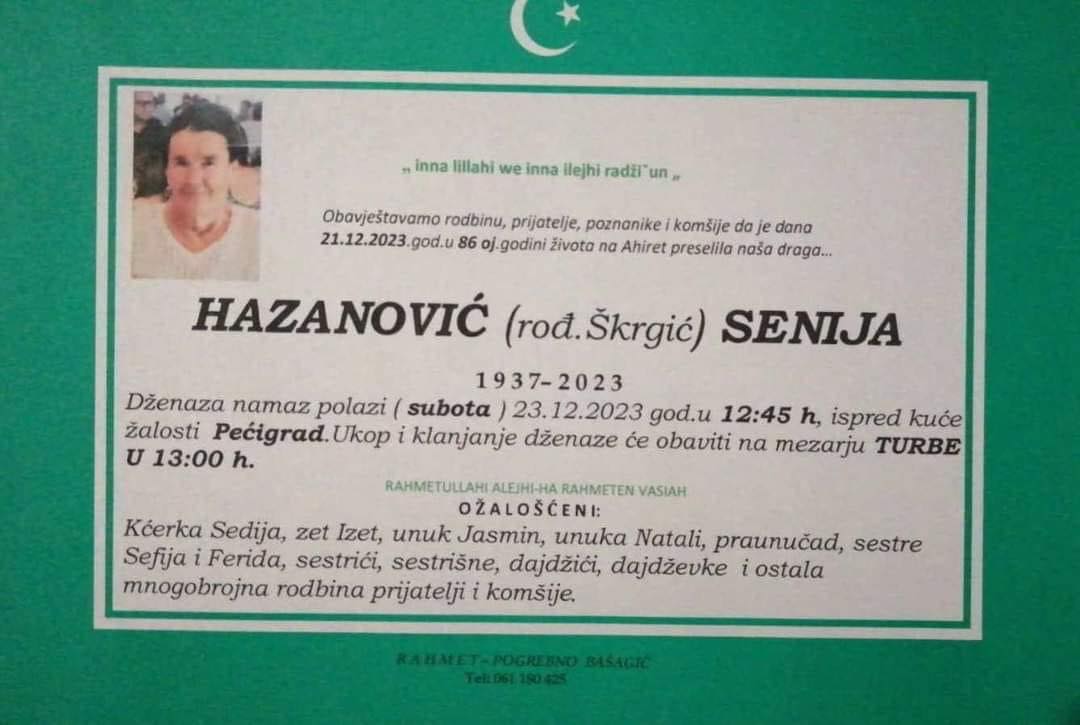 „ inna lillahi we inna ilejhi radži˘un „
Obavještavamo rodbinu, prijatelje, poznanike i komšije da je dana
21.12.2023.god.u 86 oj.godini života na Ahiret preselila naša draga...
HAZANOVIĆ (rođ.Škrgić) SENIJA
1937–2023
Dženaza namaz polazi ( subota ) 23.12.2023 god.u 12:45 h, ispred kuće
žalosti Pećigrad.Ukop i klanjanje dženaze će obaviti na mezarju TURBE
U 13:00 h.
RAHMETULLAHI ALEJHI-HA RAHMETEN VASIAH
OŽALOŠĆENI:
Kćerka Sedija, zet Izet, unuk Jasmin, unuka Natali, praunučad, sestre
Sefija i Ferida, sestrići, sestrišne, dajdžići, dajdževke i ostala
mnogobrojna rodbina prijatelji i komšije.
RAHMET–POGREBNO BAŠAGIĆ
Tel: 061 180 425